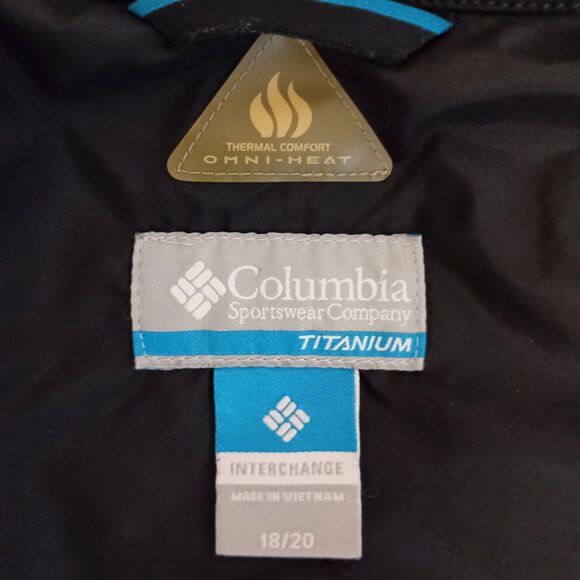 THERMAL COMFORT
OMNI-HEAT
Columbia
Sportswear Company
TITANIUM
INTERCHANGE
MADE IN VIETNAM
18/20